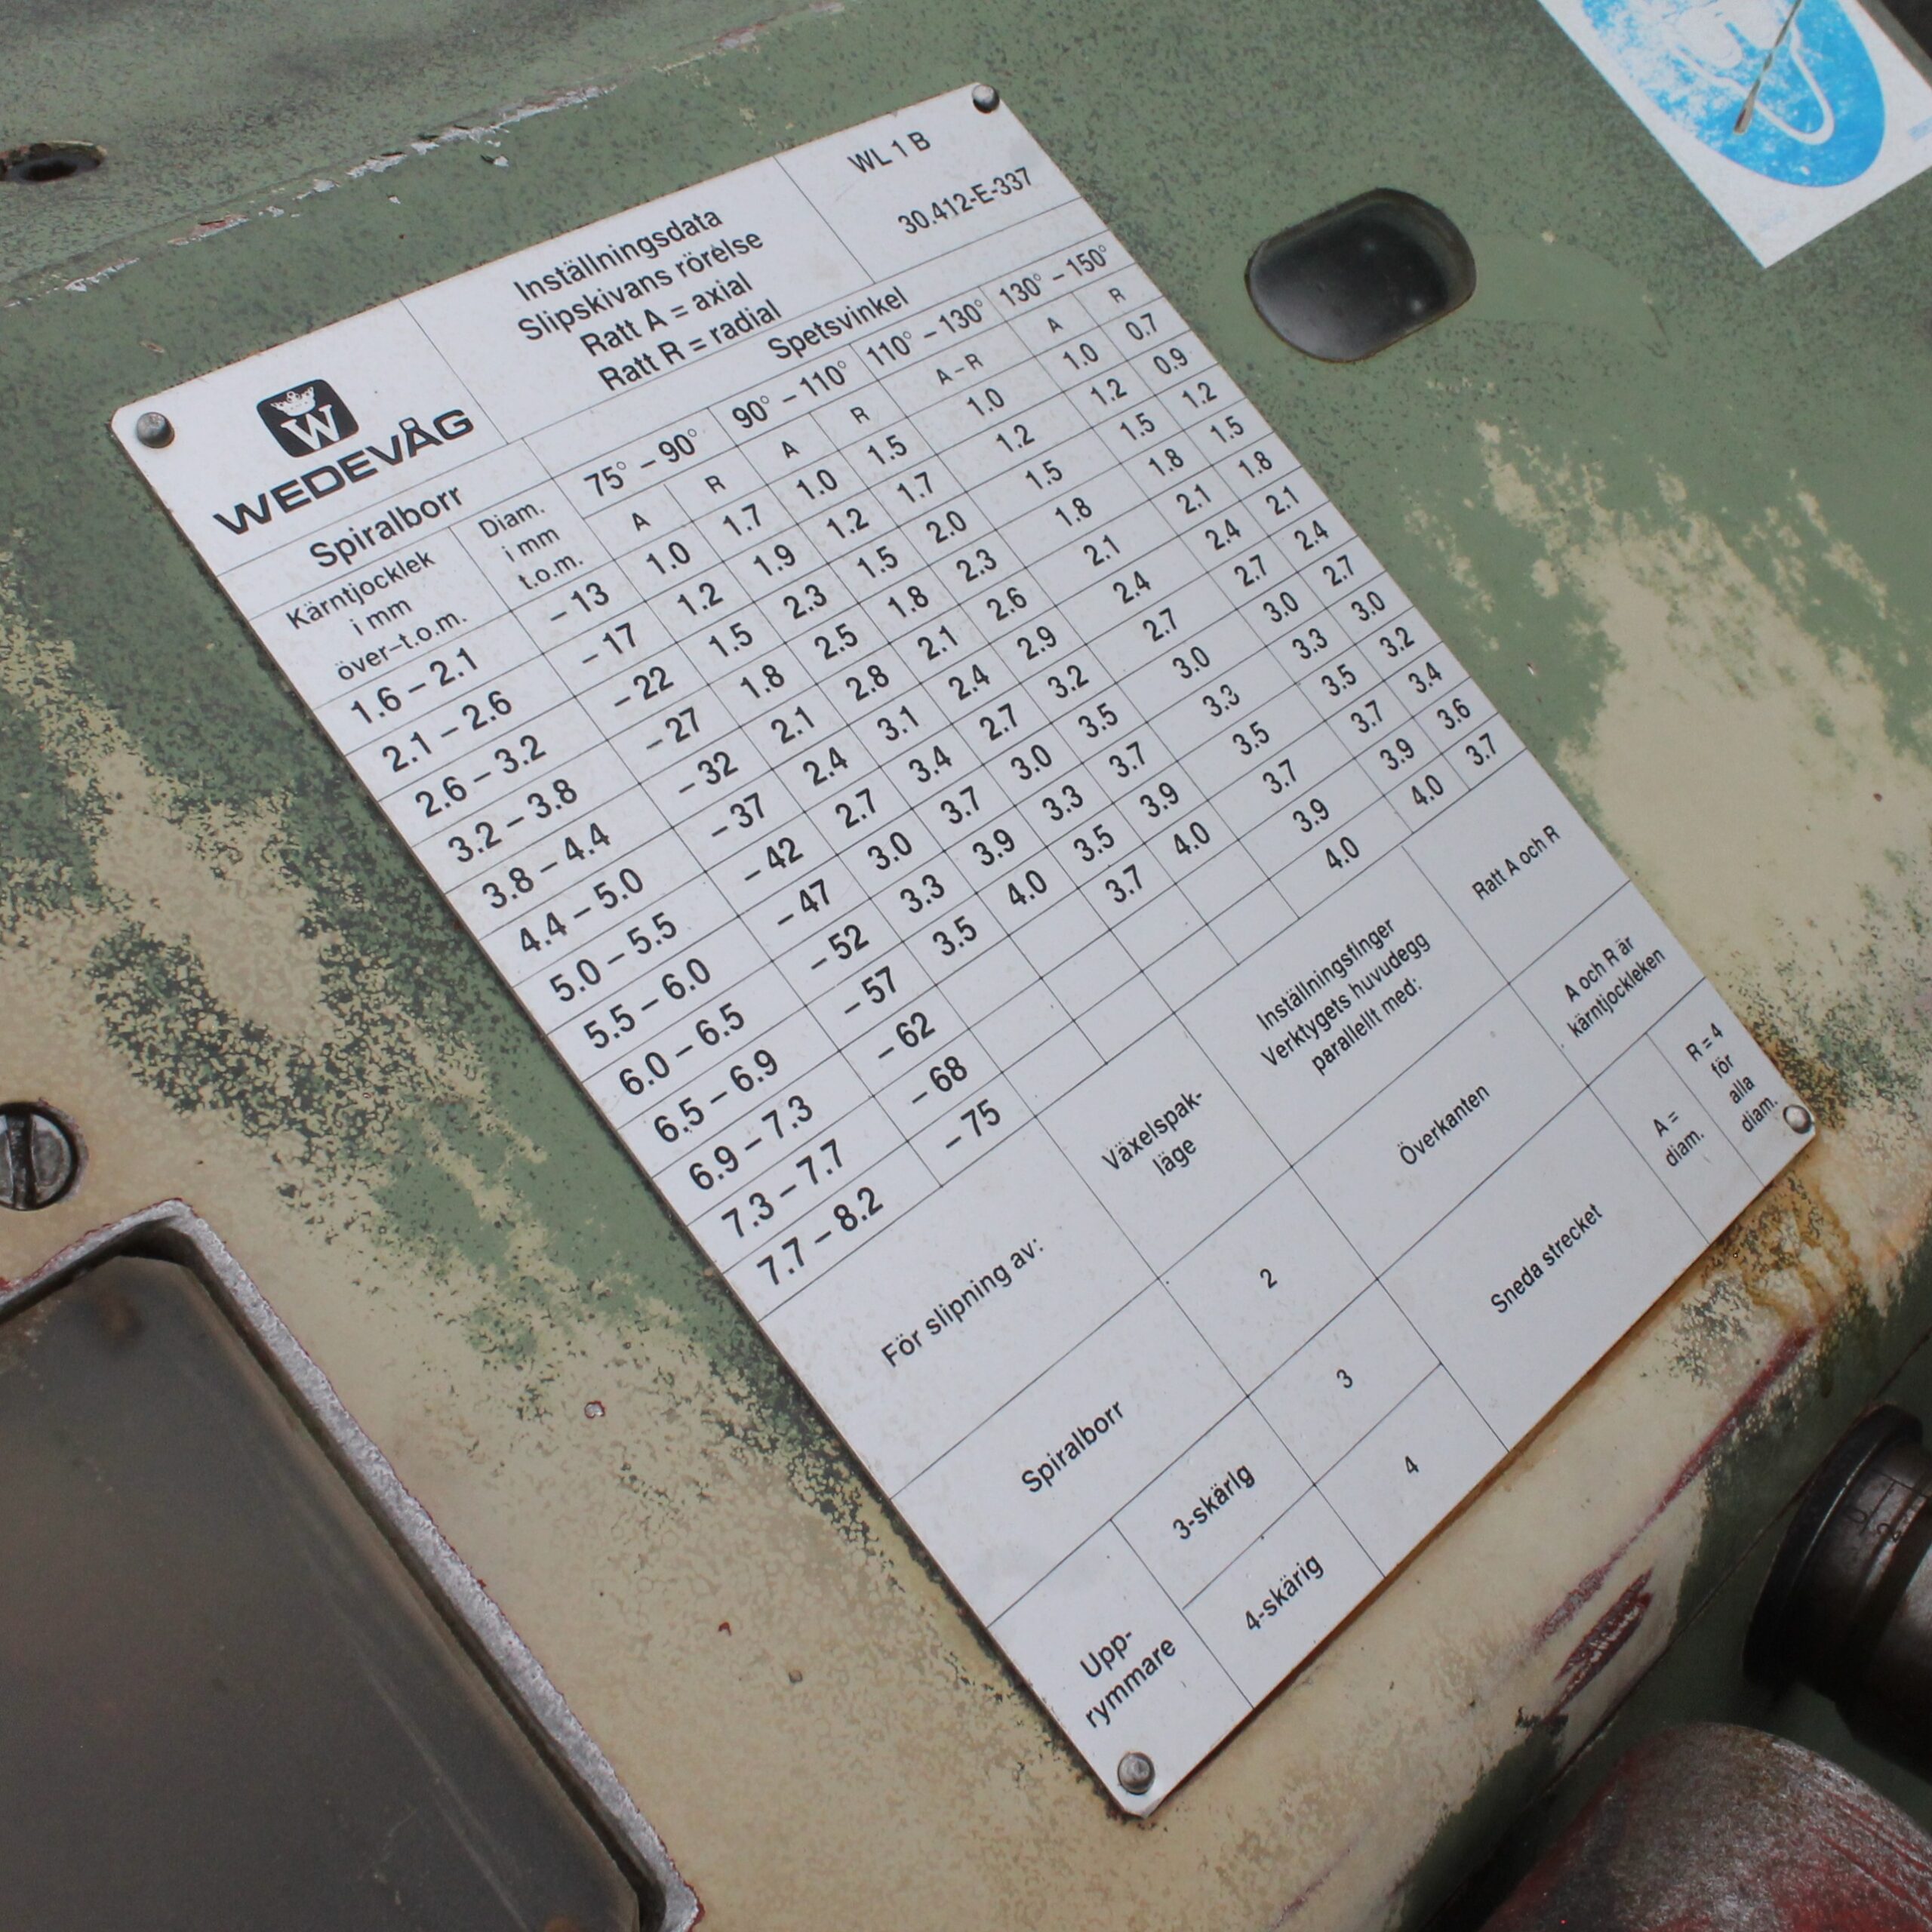 WEDEVÅG
W
Inställningsdata
Slipskivans rörelse
Ratt A = axial
Ratt R = radial
WL 1 B
30.412-E-337
Spiralborr
Spetsvinkel
Kärntjocklek
i mm
över–t.o.m.
Diam.
i mm
t.o.m.
75° – 90° 90° – 110° 110° – 130° 130° – 150°
A R A R A – R A R
1.6 – 2.1 – 13 1.0 1.7 1.0 1.5 1.0 1.0 0.7
2.1 – 2.6 – 17 1.2 1.9 1.2 1.7 1.2 1.2 0.9
2.6 – 3.2 – 22 1.5 2.3 1.5 2.0 1.5 1.5 1.2
3.2 – 3.8 – 27 1.8 2.5 1.8 2.3 1.8 1.8 1.5
3.8 – 4.4 – 32 2.1 2.8 2.1 2.6 2.1 2.1 1.8
4.4 – 5.0 – 37 2.4 3.1 2.4 2.9 2.4 2.4 2.1
5.0 – 5.5 – 42 2.7 3.4 2.7 3.2 2.7 2.7 2.4
5.5 – 6.0 – 47 3.0 3.7 3.0 3.5 3.0 3.0 2.7
6.0 – 6.5 – 52 3.3 3.9 3.3 3.7 3.3 3.3 3.0
6.5 – 6.9 – 57 3.5 4.0 3.5 3.9 3.5 3.5 3.2
6.9 – 7.3 – 62 3.7 4.0 3.7 3.7 3.4
7.3 – 7.7 – 68 3.9 3.9 3.6
7.7 – 8.2 – 75 4.0 4.0 3.7
För slipning av:
Växelspak-
läge
Inställningsfinger
Verktygets huvudegg
parallellt med:
Ratt A och R
Spiralborr
2
Överkanten
A och R är
kärntjockleken
Upp-
rymmare
3-skärig
3
4-skärig
4
Sneda strecket
A =
diam.
R = 4
för
alla
diam.